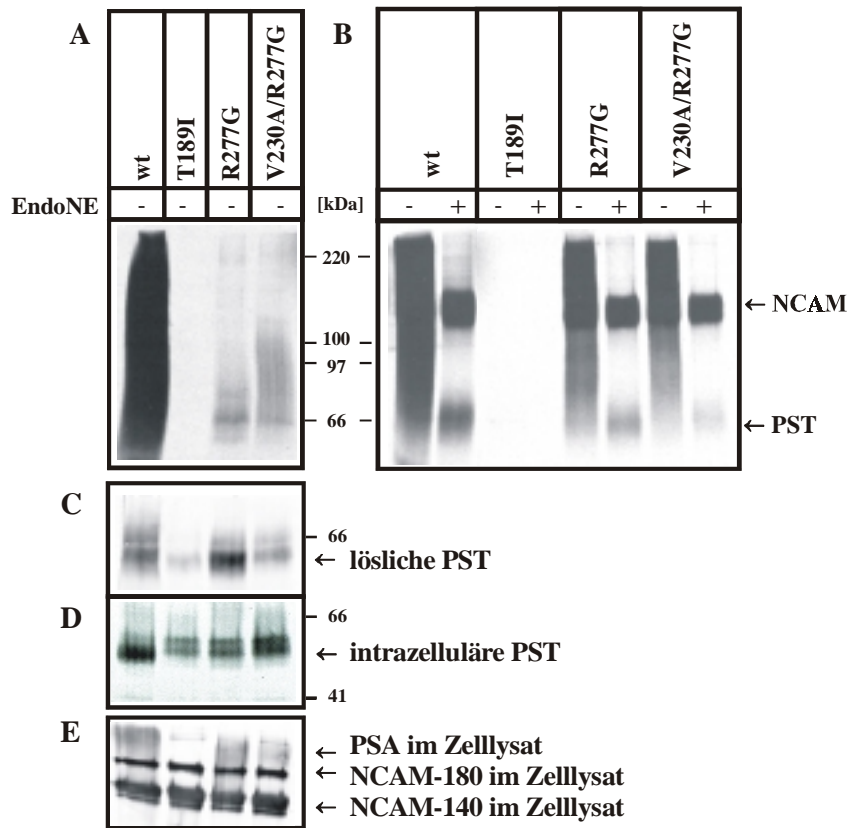 A
wt
T189I
R277G
V230A/R277G
B
wt
T189I
R277G
V230A/R277G
EndoNE - - - - [kDa] - + - + - + - +
220
100
97
66
← NCAM
← PST
C
66
← lösliche PST
D
66
← intrazelluläre PST
41
E
← PSA im Zelllysat
← NCAM-180 im Zelllysat
← NCAM-140 im Zelllysat